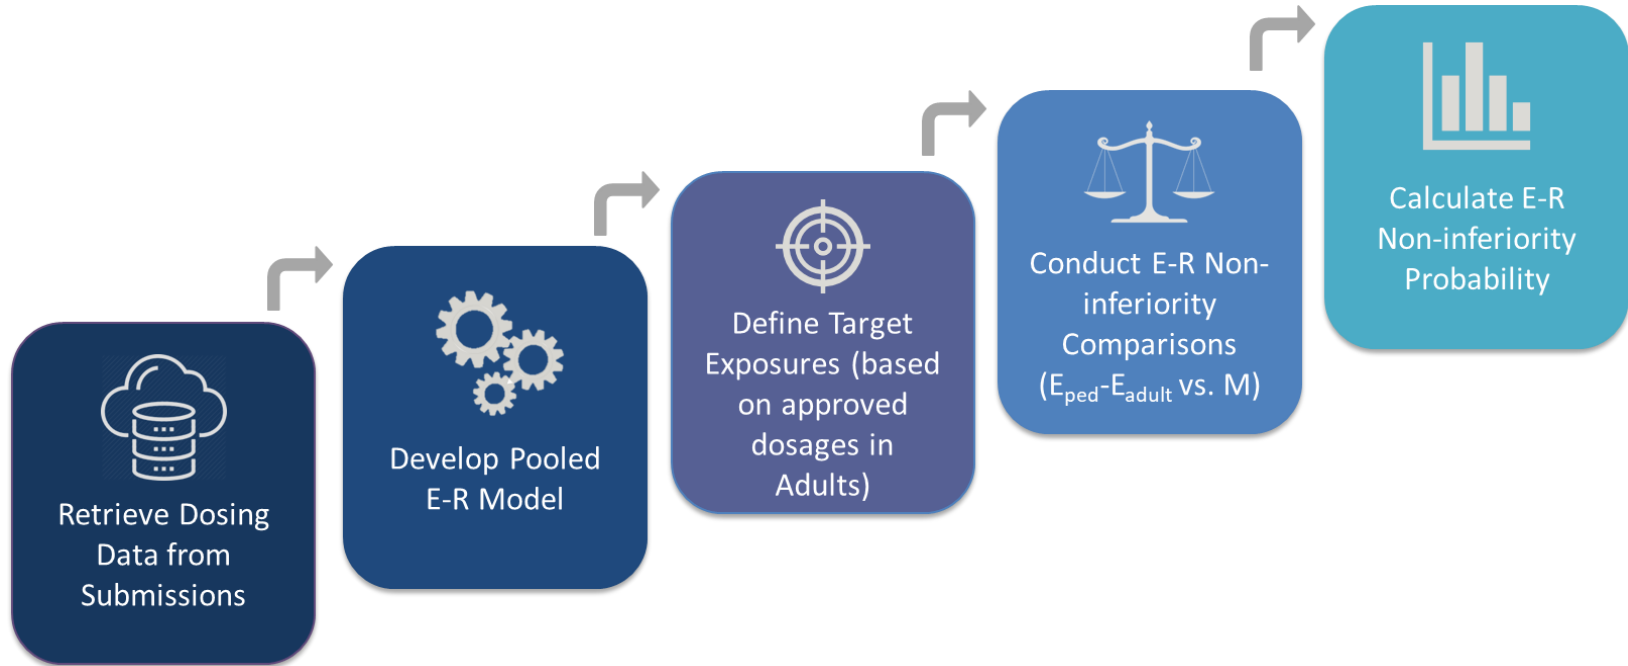 Retrieve Dosing
Data from
Submissions
Develop Pooled
E-R Model
Define Target
Exposures (based
on approved
dosages in
Adults)
Conduct E-R Non-
inferiority
Comparisons
(Eped-Eadult vs. M)
Calculate E-R
Non-inferiority
Probability